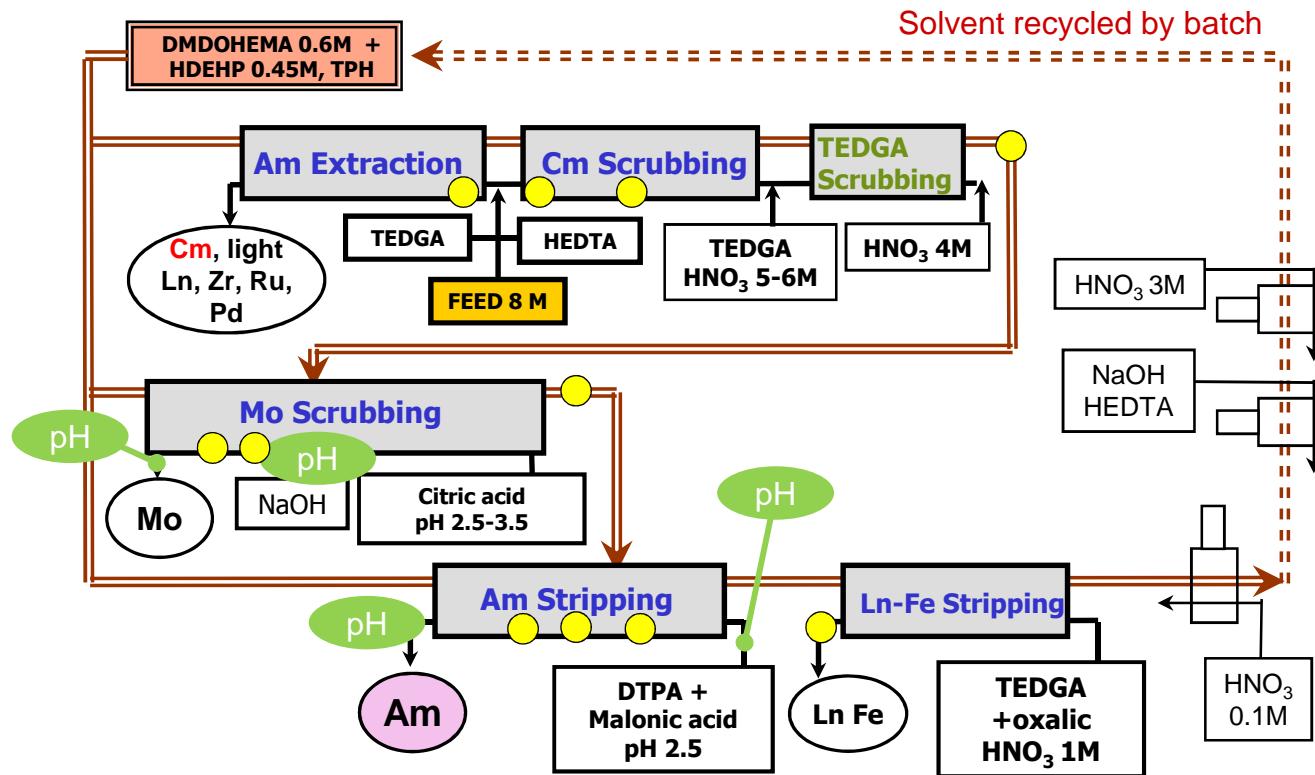 Solvent recycled by batch
DMDOHEMA 0.6M +
HDEHP 0.45M, TPH
Am Extraction
Cm Scrubbing
TEDGA
Scrubbing
TEDGA
HEDTA
TEDGA
HNO₃ 5-6M
HNO₃ 4M
Cm, light
Ln, Zr, Ru,
Pd
FEED 8 M
HNO₃ 3M
NaOH
HEDTA
Mo Scrubbing
pH
pH
Mo
NaOH
Citric acid
pH 2.5-3.5
pH
Am Stripping
Ln-Fe Stripping
pH
Am
DTPA +
Malonic acid
pH 2.5
Ln Fe
TEDGA
+oxalic
HNO₃ 1M
HNO₃
0.1M